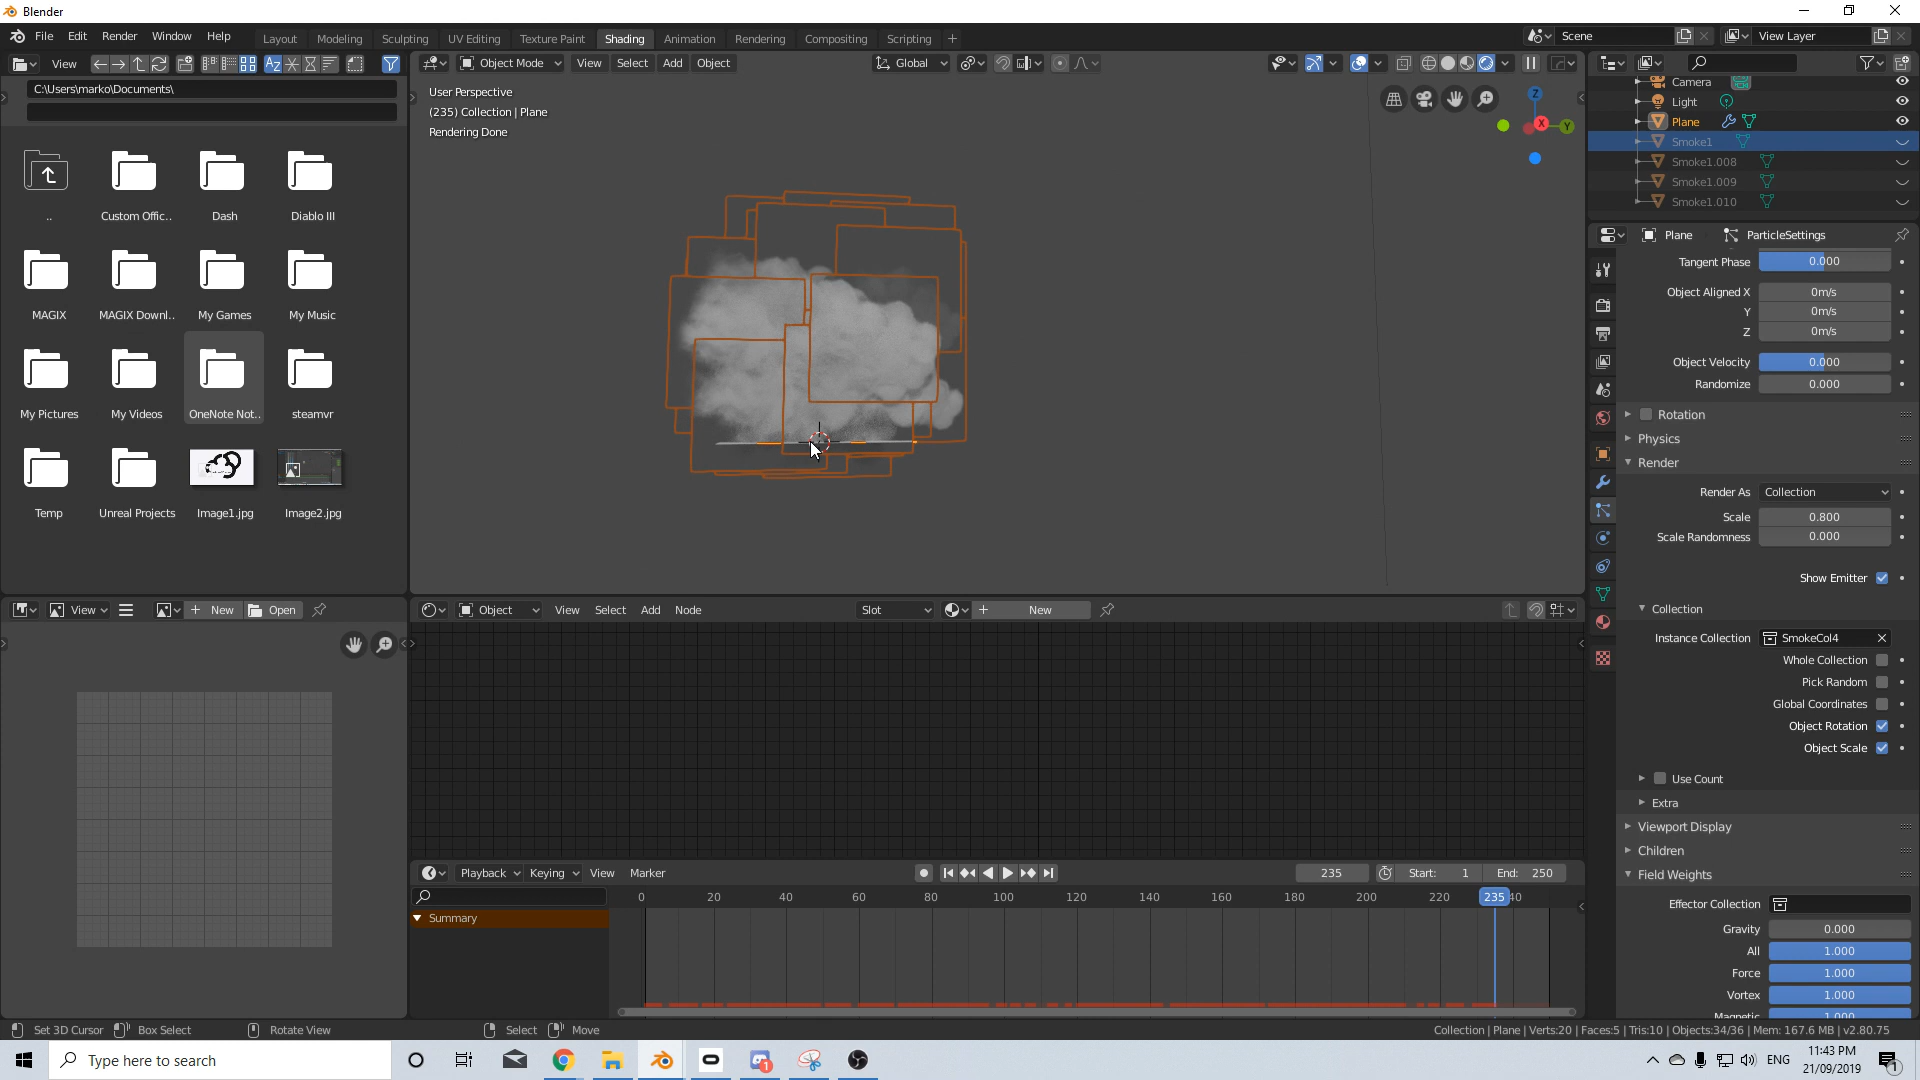 Blender
File Edit Render Window Help
Layout Modeling Sculpting UV Editing Texture Paint Shading Animation Rendering Compositing Scripting
Scene
View Layer
View
C:\Users\marko\Documents\
Object Mode View Select Add Object
Global
User Perspective
(235) Collection | Plane
Rendering Done
Z
X
Y
..
Custom Offic..
Dash
Diablo III
MAGIX
MAGIX Downl..
My Games
My Music
My Pictures
My Videos
OneNote Not..
steamvr
Temp
Unreal Projects
Image1.jpg
Image2.jpg
Camera
Light
Plane
Smoke1
Smoke1.008
Smoke1.009
Smoke1.010
Plane ParticleSettings
Tangent Phase 0.000
Object Aligned X 0m/s
Y 0m/s
Z 0m/s
Object Velocity 0.000
Randomize 0.000
Rotation
Physics
Render
Render As Collection
Scale 0.800
Scale Randomness 0.000
Show Emitter
Collection
Instance Collection SmokeCol4
Whole Collection
Pick Random
Global Coordinates
Object Rotation
Object Scale
Use Count
Extra
Viewport Display
Children
Field Weights
Effector Collection
Gravity 0.000
All 1.000
Force 1.000
Vortex 1.000
Magnetic 1.000
View New Open
Object View Select Add Node Slot New
Playback Keying View Marker
235 Start: 1 End: 250
0 20 40 60 80 100 120 140 160 180 200 220 235 40
Summary
Set 3D Cursor Box Select Rotate View Select Move
Collection | Plane | Verts:20 | Faces:5 | Tris:10 | Objects:34/36 | Mem: 167.6 MB | v2.80.75
Type here to search
1
ENG
11:43 PM
21/09/2019
1